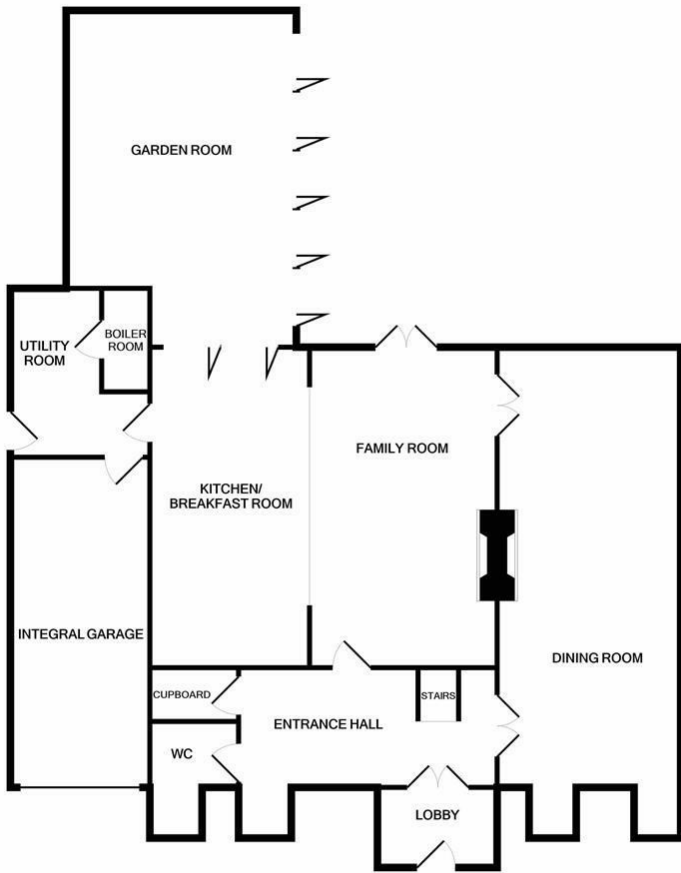 GARDEN ROOM
BOILER
ROOM
UTILITY
ROOM
FAMILY ROOM
KITCHEN/
BREAKFAST ROOM
INTEGRAL GARAGE
DINING ROOM
CUPBOARD
STAIRS
ENTRANCE HALL
WC
LOBBY